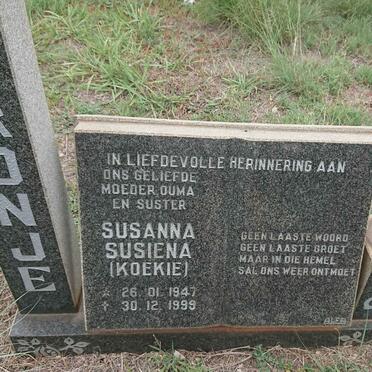 IN LIEFDEVOLLE HERINNERING AAN
ONS GELIEFDE
MOEDER OUMA
EN SUSTER
SUSANNA
SUSIENA
(KOEKIE)
* 26.01.1947
† 30.12.1999
GEEN LAASTE WOORD
GEEN LAASTE GROET
MAAR IN DIE HEMEL
SAL ONS WEER ONTMOET
ALFA
ONJE